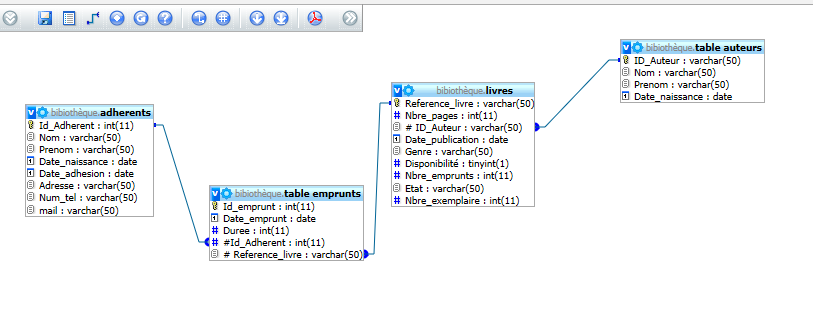 bibiothèque.adherents
Id_Adherent : int(11)
Nom : varchar(50)
Prenom : varchar(50)
Date_naissance : date
Date_adhesion : date
Adresse : varchar(50)
Num_tel : varchar(50)
mail : varchar(50)
bibiothèque.table emprunts
Id_emprunt : int(11)
Date_emprunt : date
Duree : int(11)
#Id_Adherent : int(11)
# Reference_livre : varchar(50)
bibiothèque.livres
Reference_livre : varchar(50)
Nbre_pages : int(11)
# ID_Auteur : varchar(50)
Date_publication : date
Genre : varchar(50)
Disponibilité : tinyint(1)
Nbre_emprunts : int(11)
Etat : varchar(50)
Nbre_exemplaire : int(11)
bibiothèque.table auteurs
ID_Auteur : varchar(50)
Nom : varchar(50)
Prenom : varchar(50)
Date_naissance : date